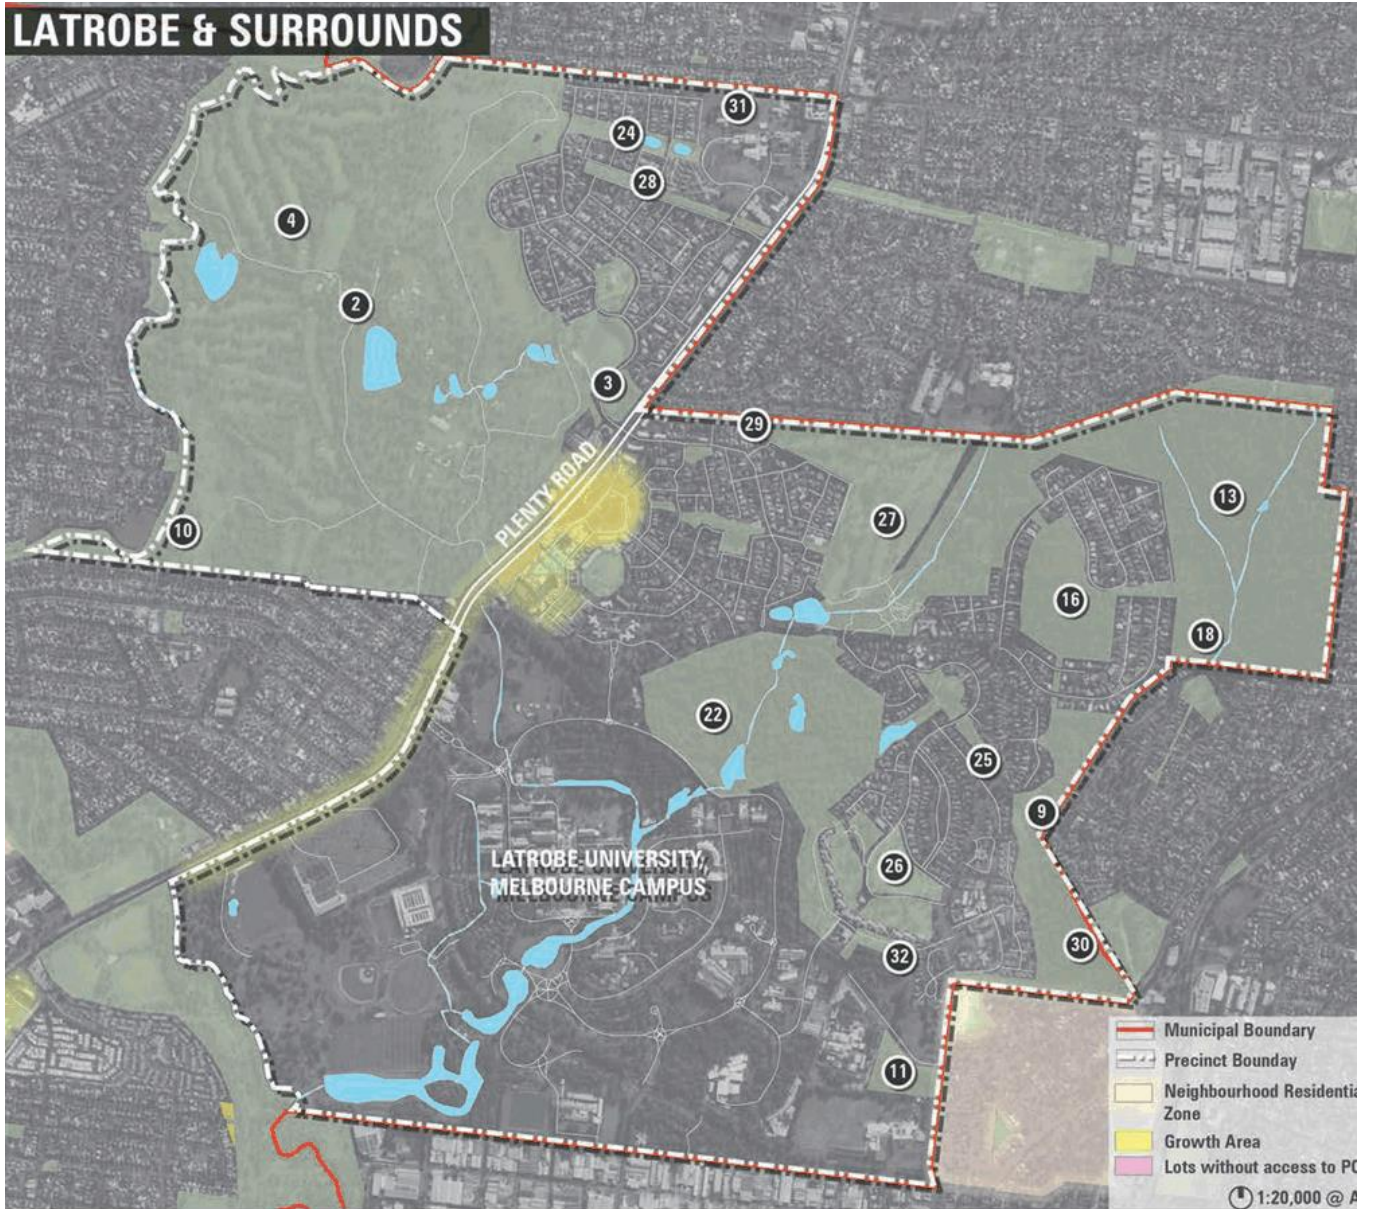 LATROBE & SURROUNDS
31
24
28
4
2
3
29
PLENTY ROAD
13
27
10
16
18
22
25
9
LATROBE UNIVERSITY,
MELBOURNE CAMPUS
26
30
32
11
Municipal Boundary
Precinct Bounday
Neighbourhood Residentia
Zone
Growth Area
Lots without access to PO
1:20,000 @ A